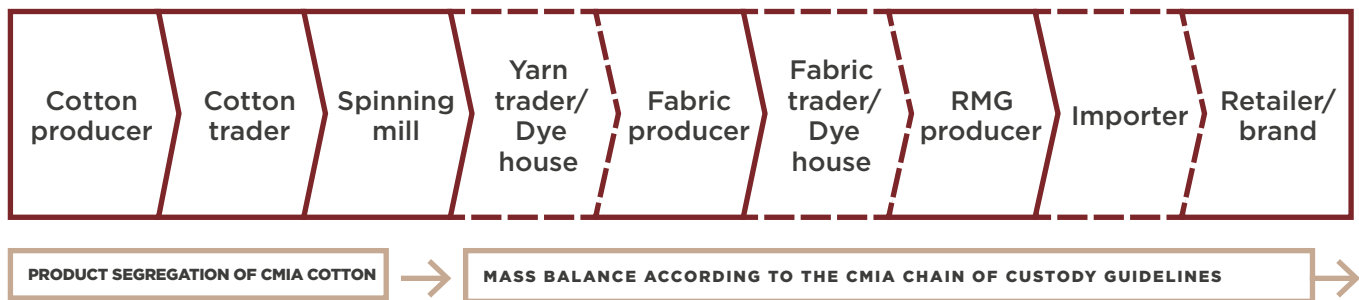 Cotton
producer
Cotton
trader
Spinning
mill
Yarn
trader/
Dye
house
Fabric
producer
Fabric
trader/
Dye
house
RMG
producer
Importer
Retailer/
brand
PRODUCT SEGREGATION OF CMIA COTTON
MASS BALANCE ACCORDING TO THE CMIA CHAIN OF CUSTODY GUIDELINES